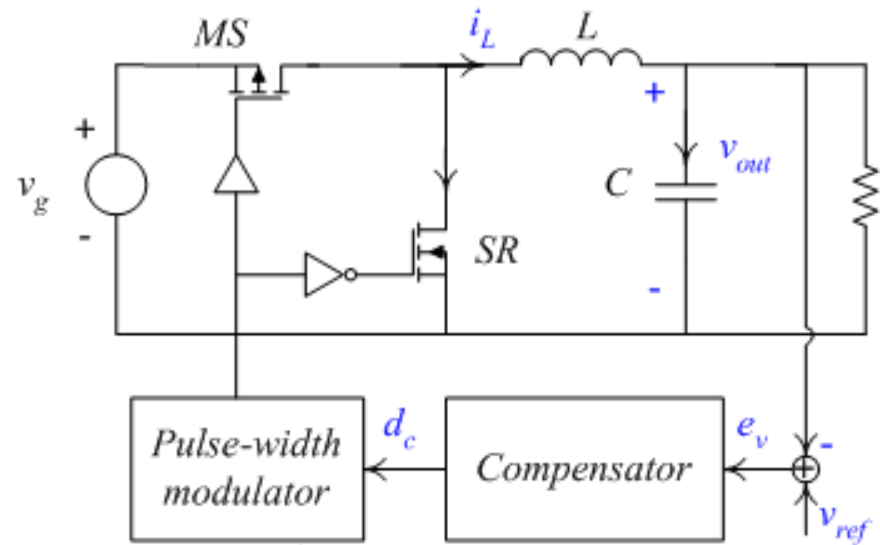 MS
i_L
L
+
v_g
-
+
v_out
-
C
SR
Pulse-width
modulator
d_c
Compensator
e_v
-
+
v_ref